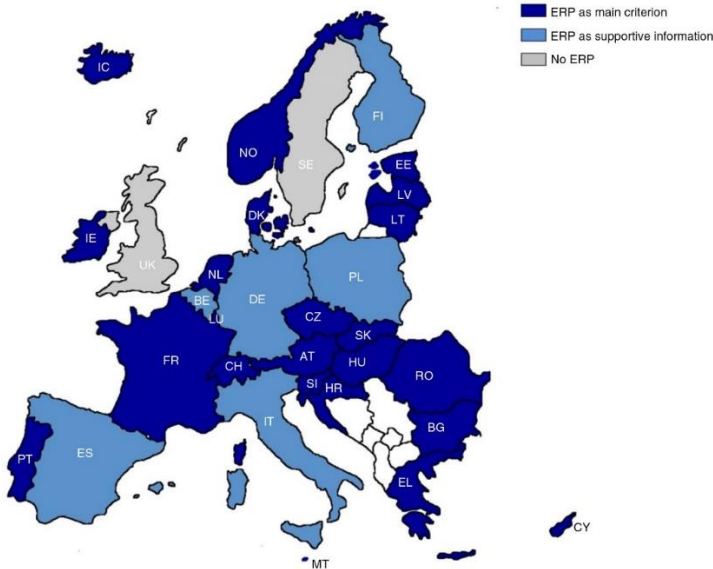 ERP as main criterion
ERP as supportive information
No ERP
IC
FI
NO
SE
EE
LV
LT
DK
IE
UK
NL
BE
DE
PL
LU
CZ
SK
FR
CH
AT
HU
RO
SI
HR
BG
IT
PT
ES
EL
CY
MT